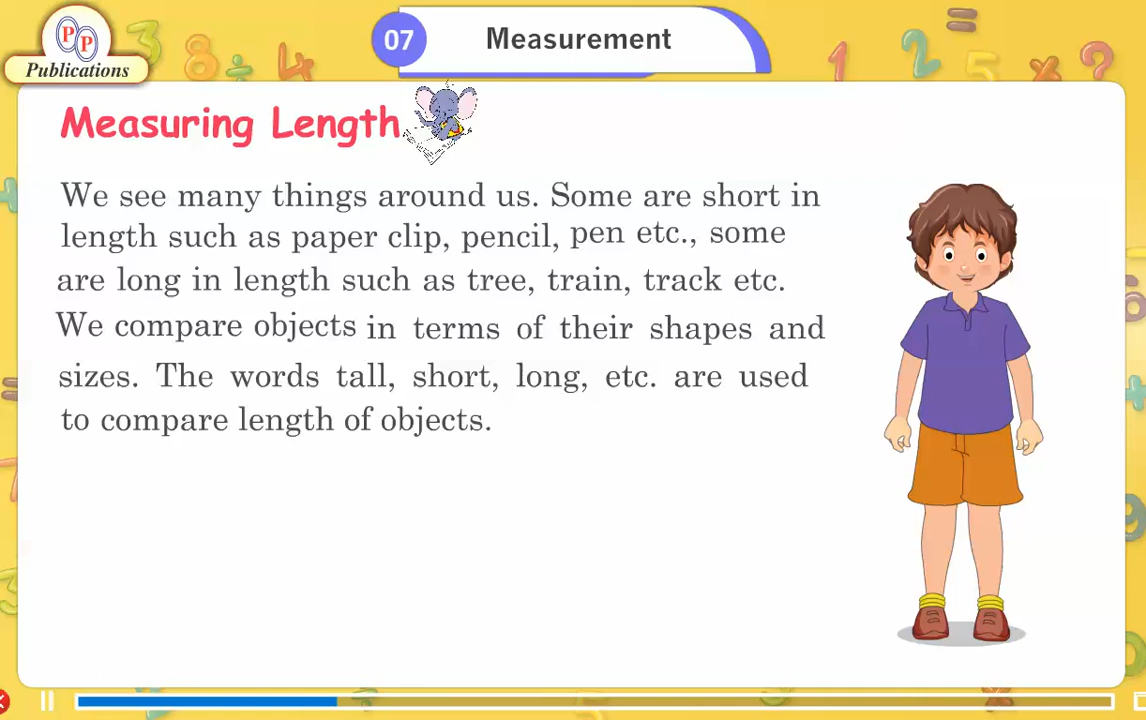 PP
Publications
07 Measurement
Measuring Length
We see many things around us. Some are short in
length such as paper clip, pencil, pen etc., some
are long in length such as tree, train, track etc.
We compare objects in terms of their shapes and
sizes. The words tall, short, long, etc. are used
to compare length of objects.